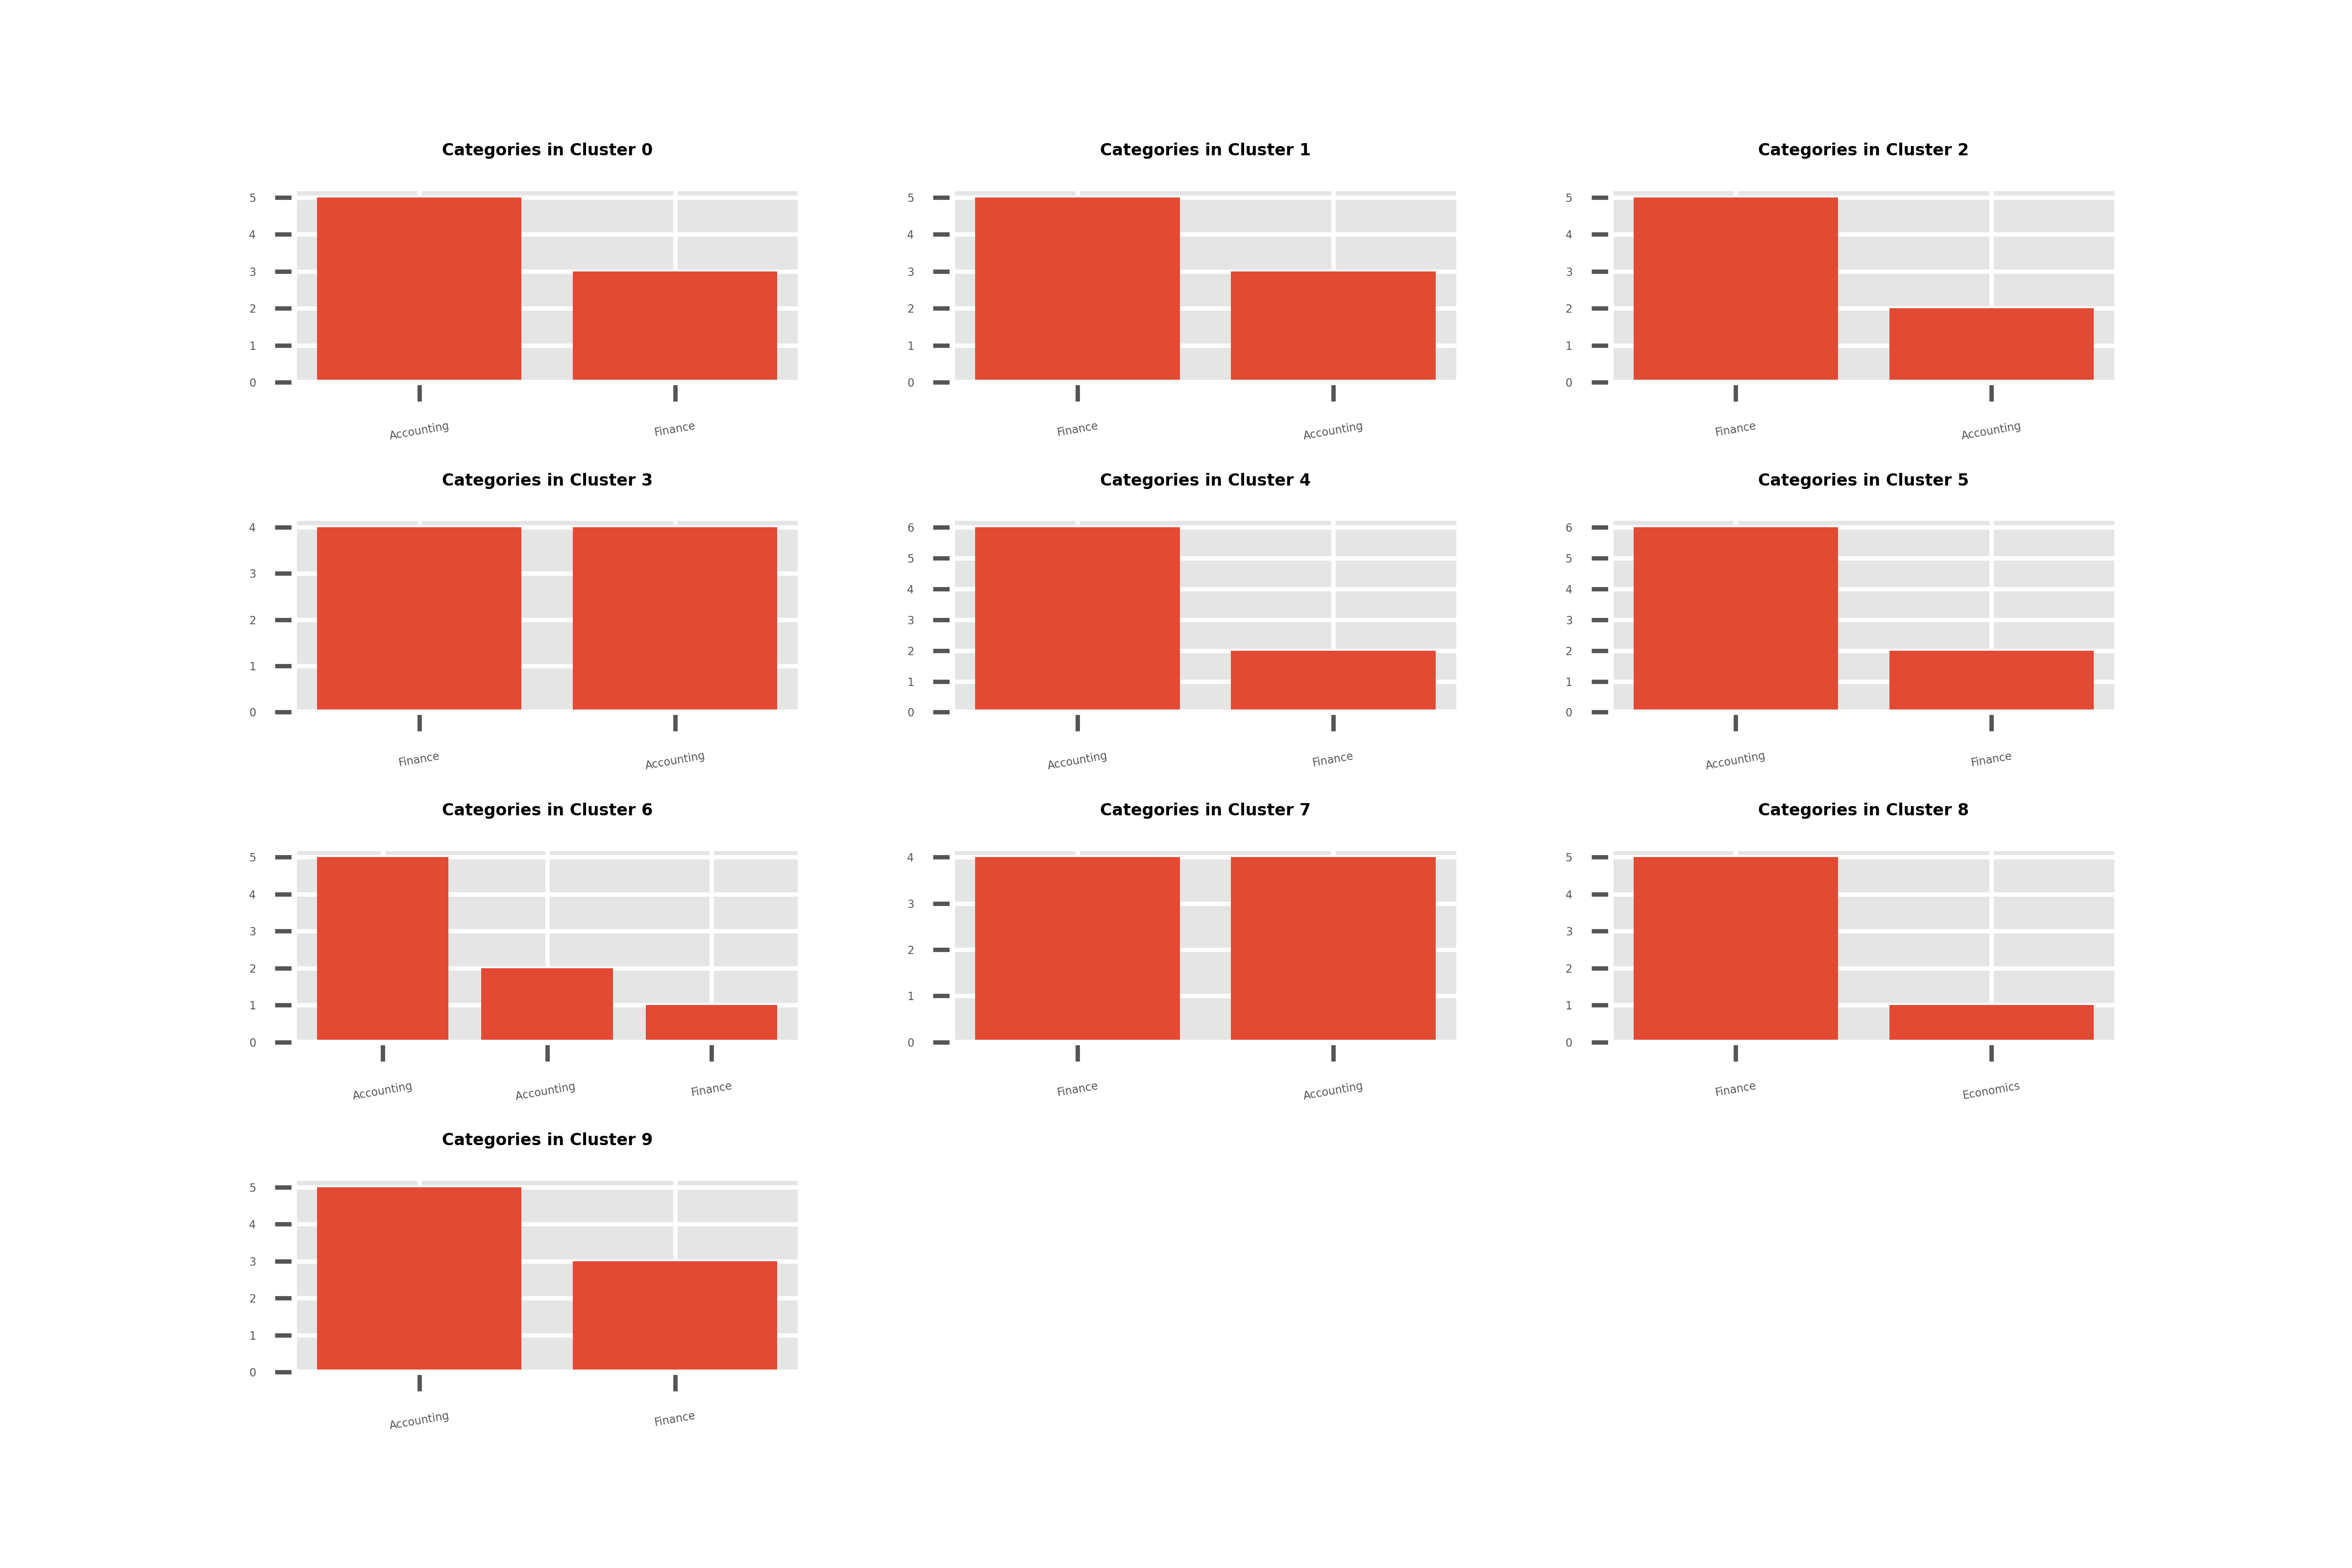 Categories in Cluster 0
5
4
3
2
1
0
Accounting
Finance
Categories in Cluster 1
5
4
3
2
1
0
Finance
Accounting
Categories in Cluster 2
5
4
3
2
1
0
Finance
Accounting
Categories in Cluster 3
4
3
2
1
0
Finance
Accounting
Categories in Cluster 4
6
5
4
3
2
1
0
Accounting
Finance
Categories in Cluster 5
6
5
4
3
2
1
0
Accounting
Finance
Categories in Cluster 6
5
4
3
2
1
0
Accounting
Accounting
Finance
Categories in Cluster 7
4
3
2
1
0
Finance
Accounting
Categories in Cluster 8
5
4
3
2
1
0
Finance
Economics
Categories in Cluster 9
5
4
3
2
1
0
Accounting
Finance